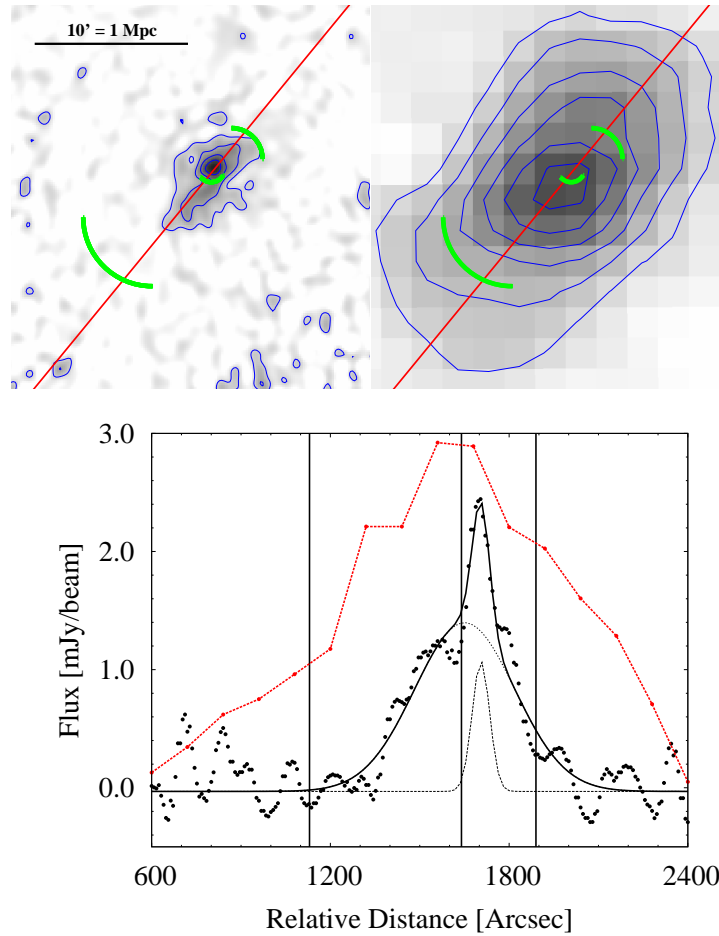 10' = 1 Mpc
3.0
2.0
1.0
0.0
Flux [mJy/beam]
600
1200
1800
2400
Relative Distance [Arcsec]